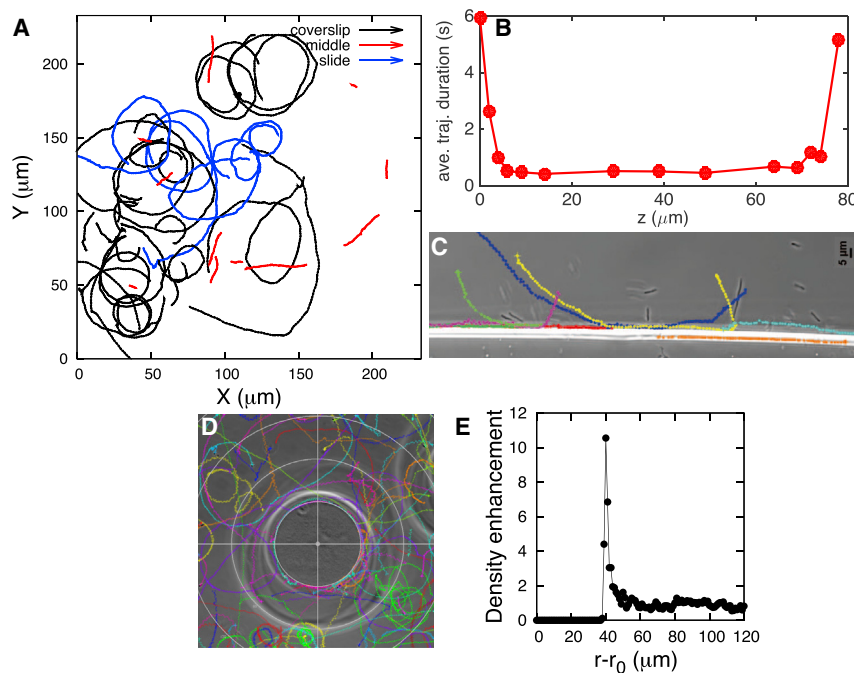 A
coverslip
middle
slide
200
150
100
50
0
Y (μm)
0 50 100 150 200
X (μm)
B
6
4
2
0
ave. traj. duration (s)
0 20 40 60 80
z (μm)
C
5 μm
D
E
12
10
8
6
4
2
0
Density enhancement
0 20 40 60 80 100 120
r-r0 (μm)